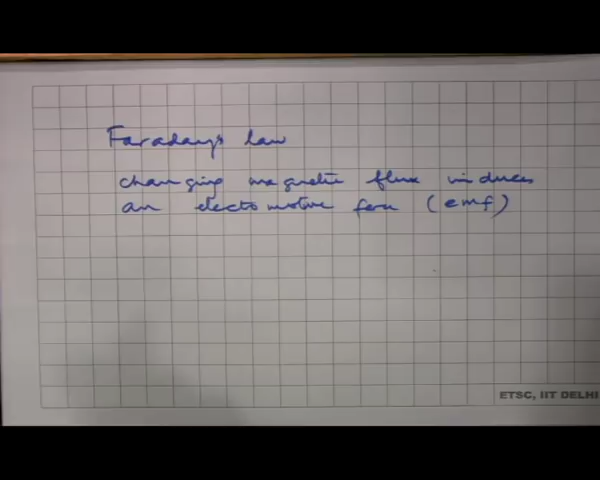 Faraday's law
changing magnetic flux induces
an electromotive force (emf)
ETSC, IIT DELHI